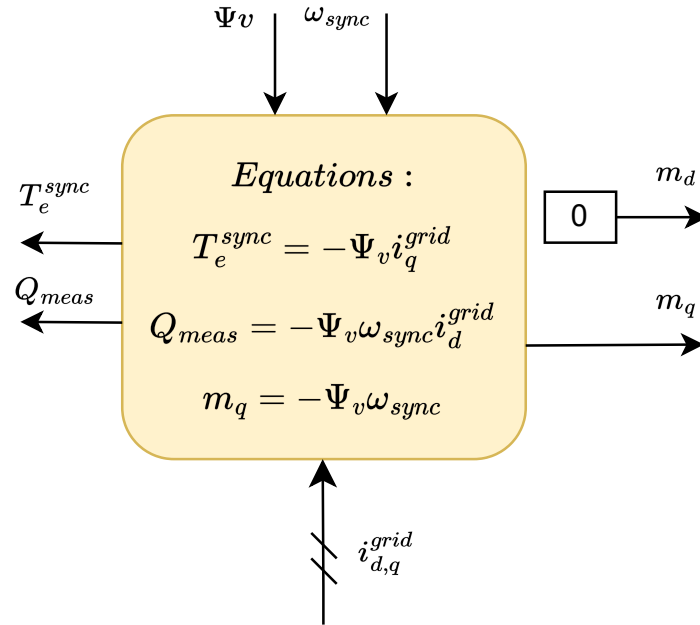 Ψv
ω_sync
Equations :
T_e^sync
m_d
0
T_e^sync = −Ψ_v i_q^grid
Q_meas
m_q
Q_meas = −Ψ_v ω_sync i_d^grid
m_q = −Ψ_v ω_sync
i_d,q^grid